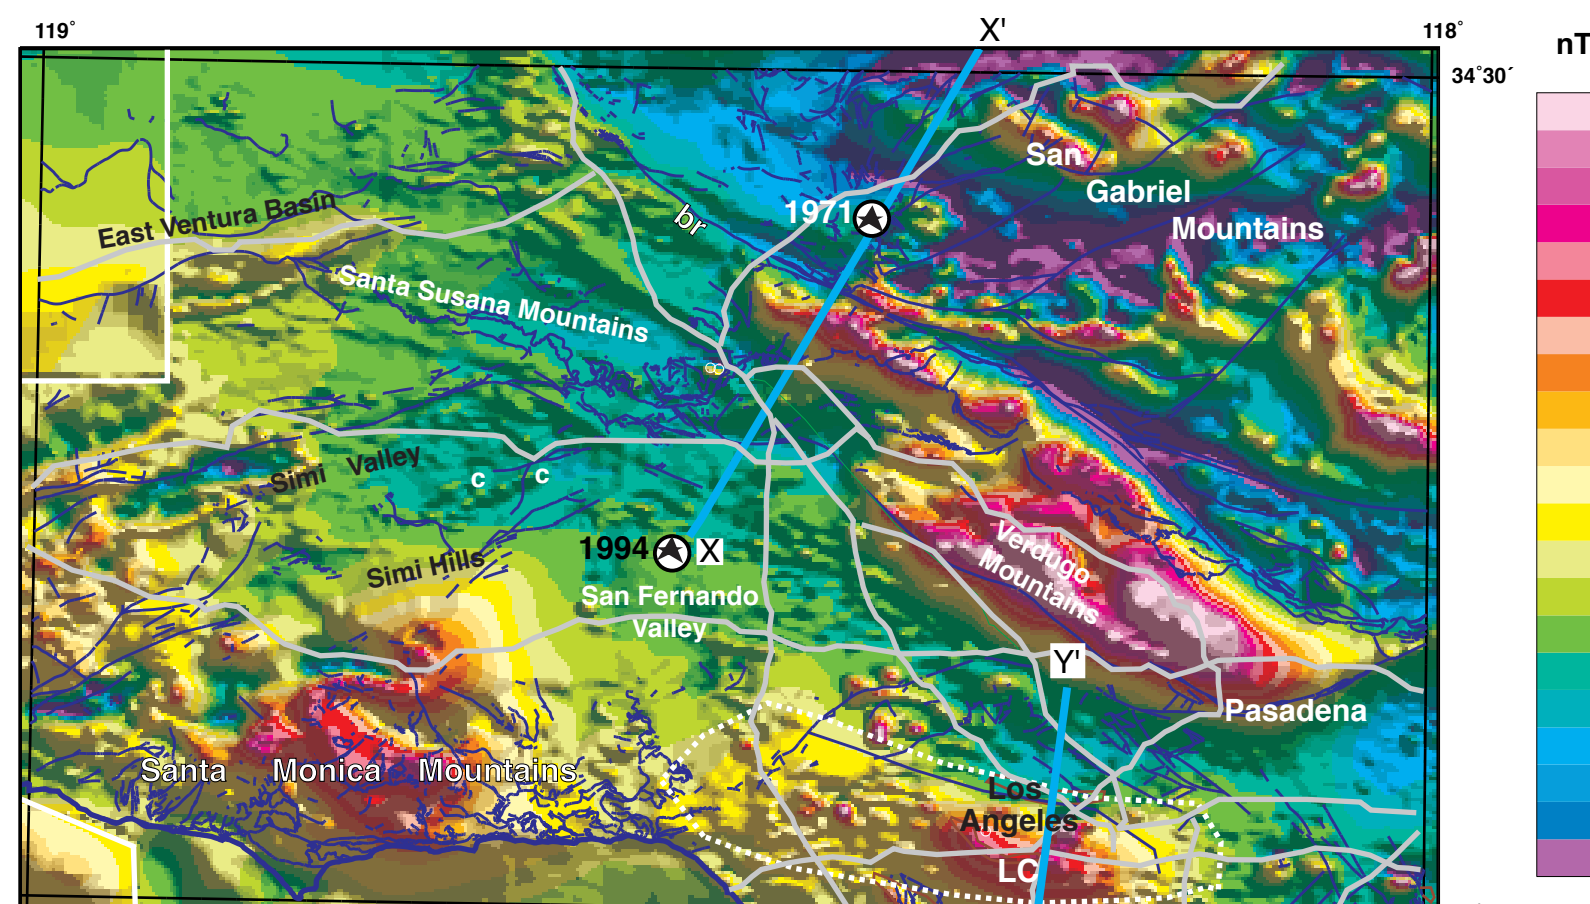 119°
X'
118°
nT
34°30´
San
Gabriel
Mountains
1971
br
East Ventura Basin
Santa Susana Mountains
Simi Valley
c
c
Verdugo
Mountains
1994
X
Simi Hills
San Fernando
Valley
Y'
Pasadena
Santa Monica Mountains
Los
Angeles
LC